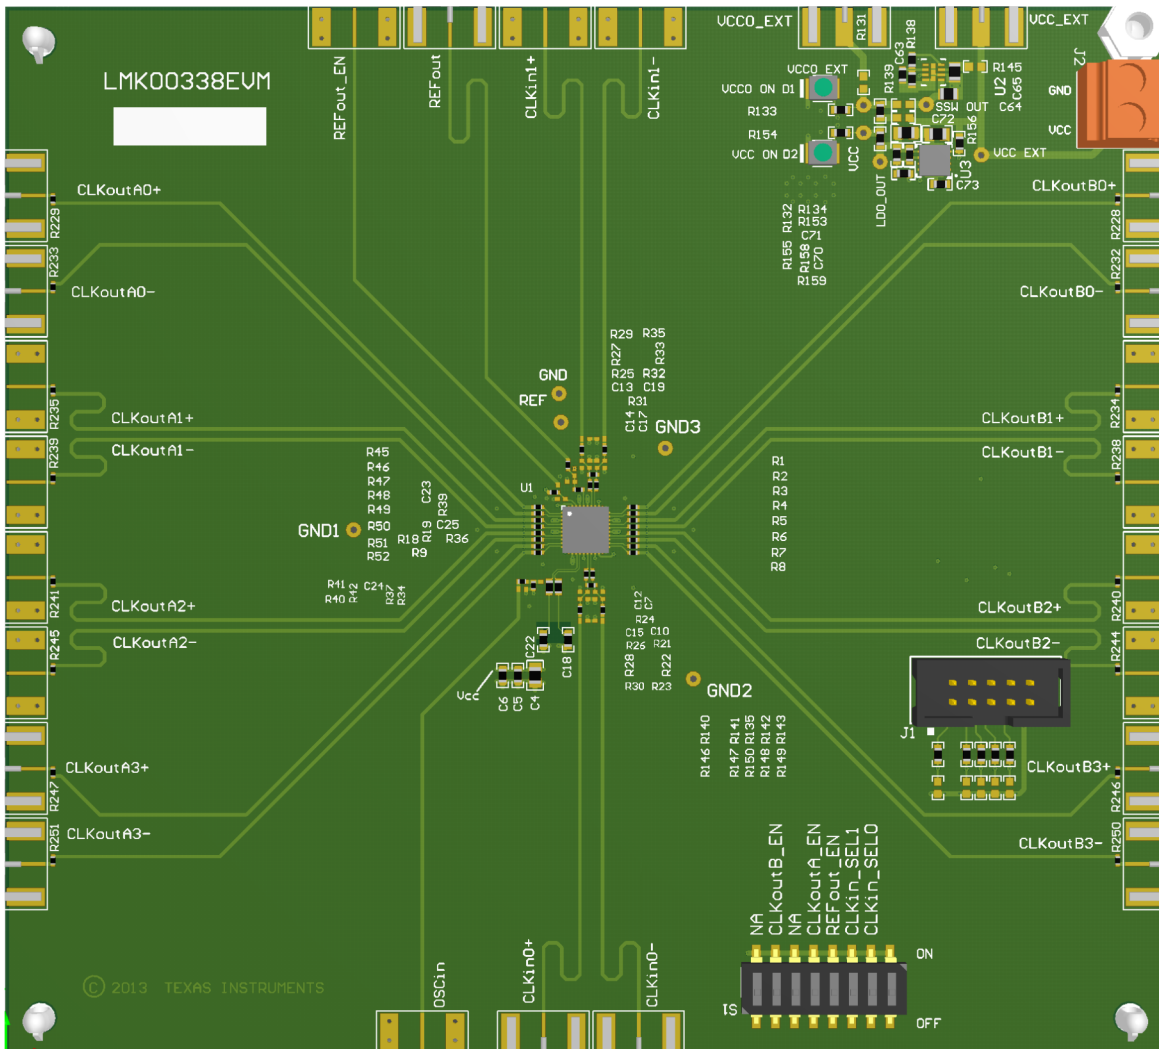 REFout_EN
REFout
CLKin1+
CLKin1-
VCCO_EXT
R131
VCC_EXT
J2
LMK00338EVM
VCCO_EXT
VCCO ON D1
R133
R154
VCC ON D2
VCC
LDO_OUT
C63
R138
R139
R145
U2
C65
C64
SSW OUT
C72
R156
U3
C73
VCC EXT
GND
VCC
CLKoutA0+
R229
R233
CLKoutA0-
R132
R134
R153
C71
R155
R158
C70
R159
CLKoutB0+
R228
R232
CLKoutB0-
R29
R35
R27
R33
R25
R32
C13
C19
R31
C14
C17
GND
REF
GND3
R235
CLKoutA1+
CLKoutA1-
R239
CLKoutB1+
R234
CLKoutB1-
R238
R45
R46
R47
R48
R49
R50
R51
R52
C23
R39
C25
R19
R18
R36
R9
GND1
U1
R1
R2
R3
R4
R5
R6
R7
R8
R41
R42
C24
R40
R37
R34
R241
CLKoutA2+
CLKoutA2-
R245
CLKoutB2+
R240
CLKoutB2-
R244
C12
C7
R24
C15
C10
R26
R21
R28
R22
R30
R23
C22
C18
Vcc
C6
C5
C4
GND2
R146 R140
R147 R141
R150 R135
R148 R142
R149 R143
J1
CLKoutA3+
R247
R251
CLKoutA3-
CLKoutB3+
R246
R250
CLKoutB3-
NA
CLKoutB_EN
NA
CLKoutA_EN
REFout_EN
CLKin_SEL1
CLKin_SEL0
ON
OFF
S1
© 2013 TEXAS INSTRUMENTS
OSCin
CLKin0+
CLKin0-